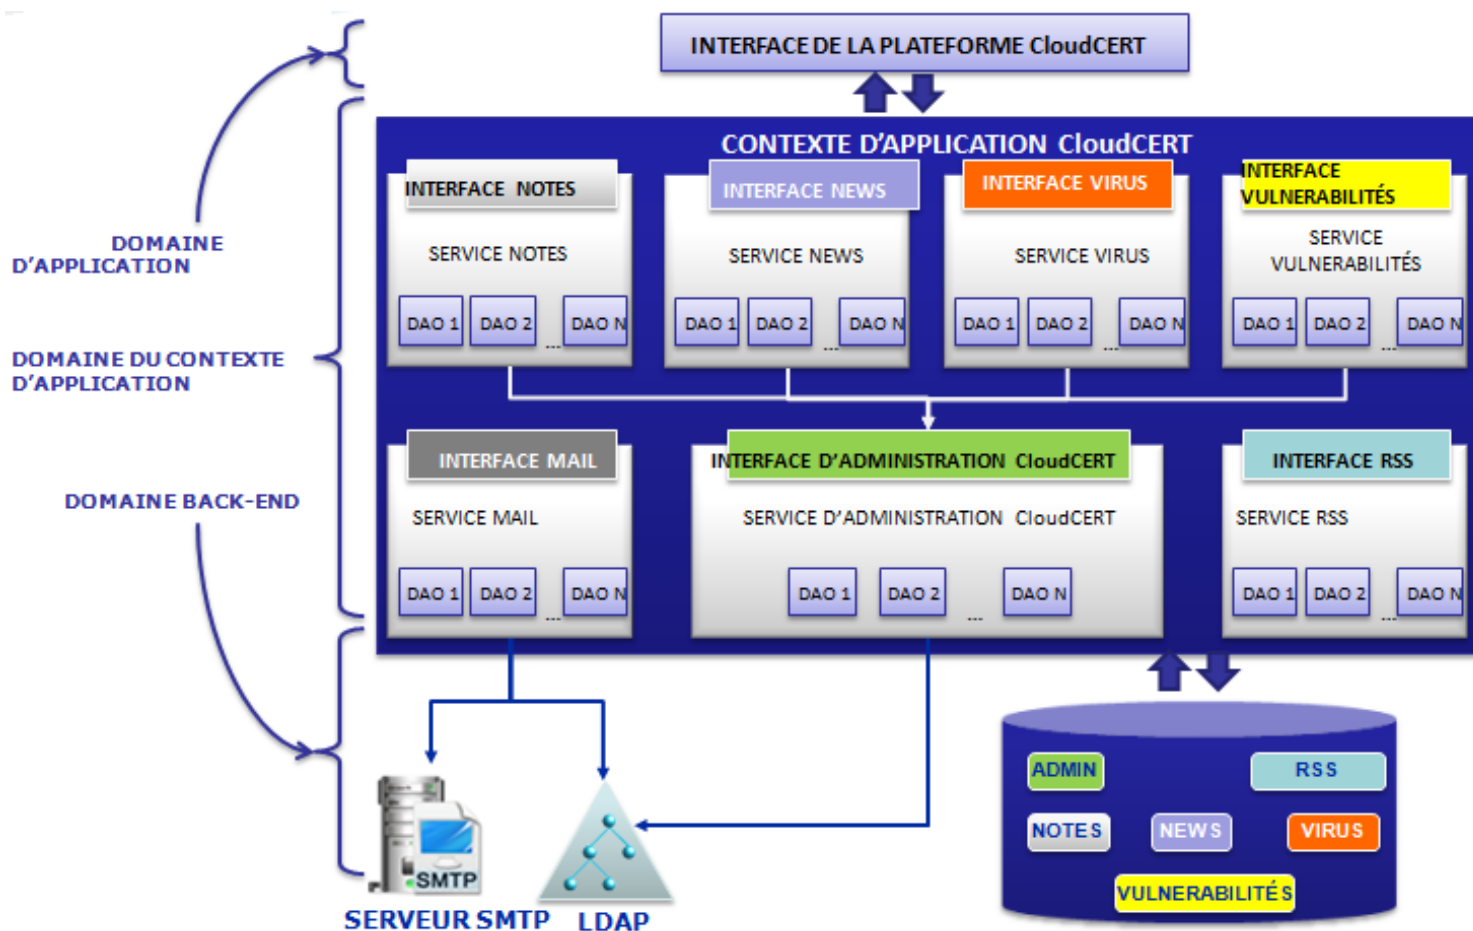 INTERFACE DE LA PLATEFORME CloudCERT
CONTEXTE D'APPLICATION CloudCERT
INTERFACE NOTES
SERVICE NOTES
DAO 1 DAO 2 ... DAO N
INTERFACE NEWS
SERVICE NEWS
DAO 1 DAO 2 ... DAO N
INTERFACE VIRUS
SERVICE VIRUS
DAO 1 DAO 2 ... DAO N
INTERFACE
VULNERABILITÉS
SERVICE
VULNERABILITÉS
DAO 1 DAO 2 ... DAO N
DOMAINE
D'APPLICATION
DOMAINE DU CONTEXTE
D'APPLICATION
DOMAINE BACK-END
INTERFACE MAIL
SERVICE MAIL
DAO 1 DAO 2 ... DAO N
INTERFACE D'ADMINISTRATION CloudCERT
SERVICE D'ADMINISTRATION CloudCERT
DAO 1 DAO 2 ... DAO N
INTERFACE RSS
SERVICE RSS
DAO 1 DAO 2 ... DAO N
SMTP
SERVEUR SMTP
LDAP
ADMIN
RSS
NOTES
NEWS
VIRUS
VULNERABILITÉS